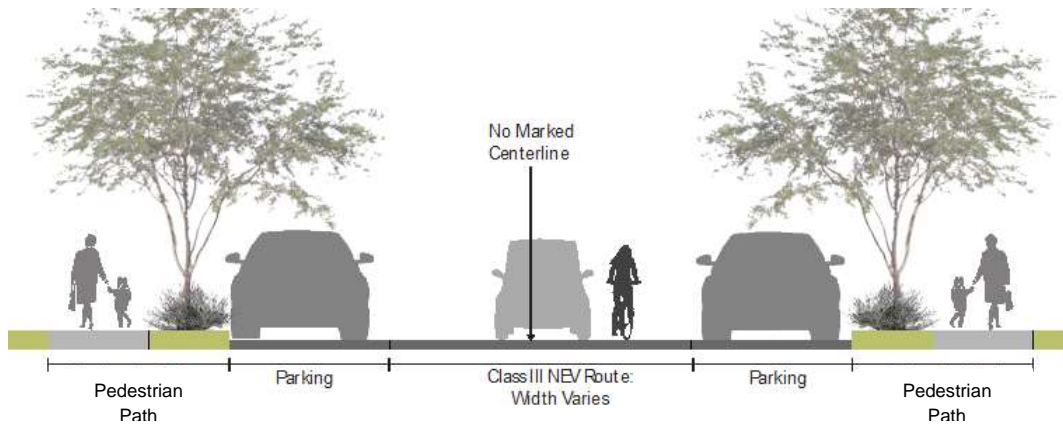 No Marked
Centerline
Pedestrian
Path
Parking
Class III NEV Route:
Width Varies
Parking
Pedestrian
Path